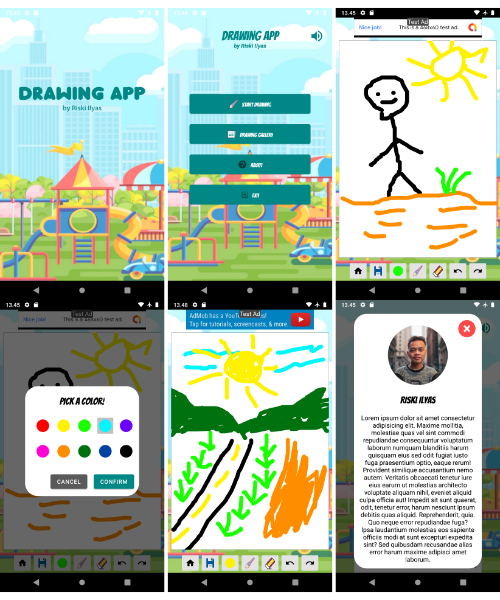 13.45
DRAWING APP
by Riski Ilyas
13.45
DRAWING APP
by Riski Ilyas
START DRAWING
DRAWING GALLERY
ABOUT
EXIT
13.45
Test Ad
Nice job!
This is a test ad.
13.45
Test Ad
Nice job!
This is a test ad.
PICK A COLOR!
CANCEL
CONFIRM
13.48
Test Ad
AdMob has a YouT
Tap for tutorials, screencasts, & more
13.45
RISKI ILYAS
Lorem ipsum dolor sit amet consectetur
adipisicing elit. Maxime mollitia,
molestiae quas vel sint commodi
repudiandae consequuntur voluptatum
laborum numquam blanditiis harum
quisquam eius sed odit fugiat iusto
fuga praesentium optio, eaque rerum!
Provident similique accusantium nemo
autem. Veritatis obcaecati tenetur iure
eius earum ut molestias architecto
voluptate aliquam nihil, eveniet aliquid
culpa officia aut! Impedit sit sunt quaerat,
odit, tenetur error, harum nesciunt ipsum
debitis quas aliquid. Reprehenderit, quia.
Quo neque error repudiandae fuga?
Ipsa laudantium molestias eos sapiente
officiis modi at sunt excepturi expedita
sint? Sed quibusdam recusandae alias
error harum maxime adipisci amet
laborum.